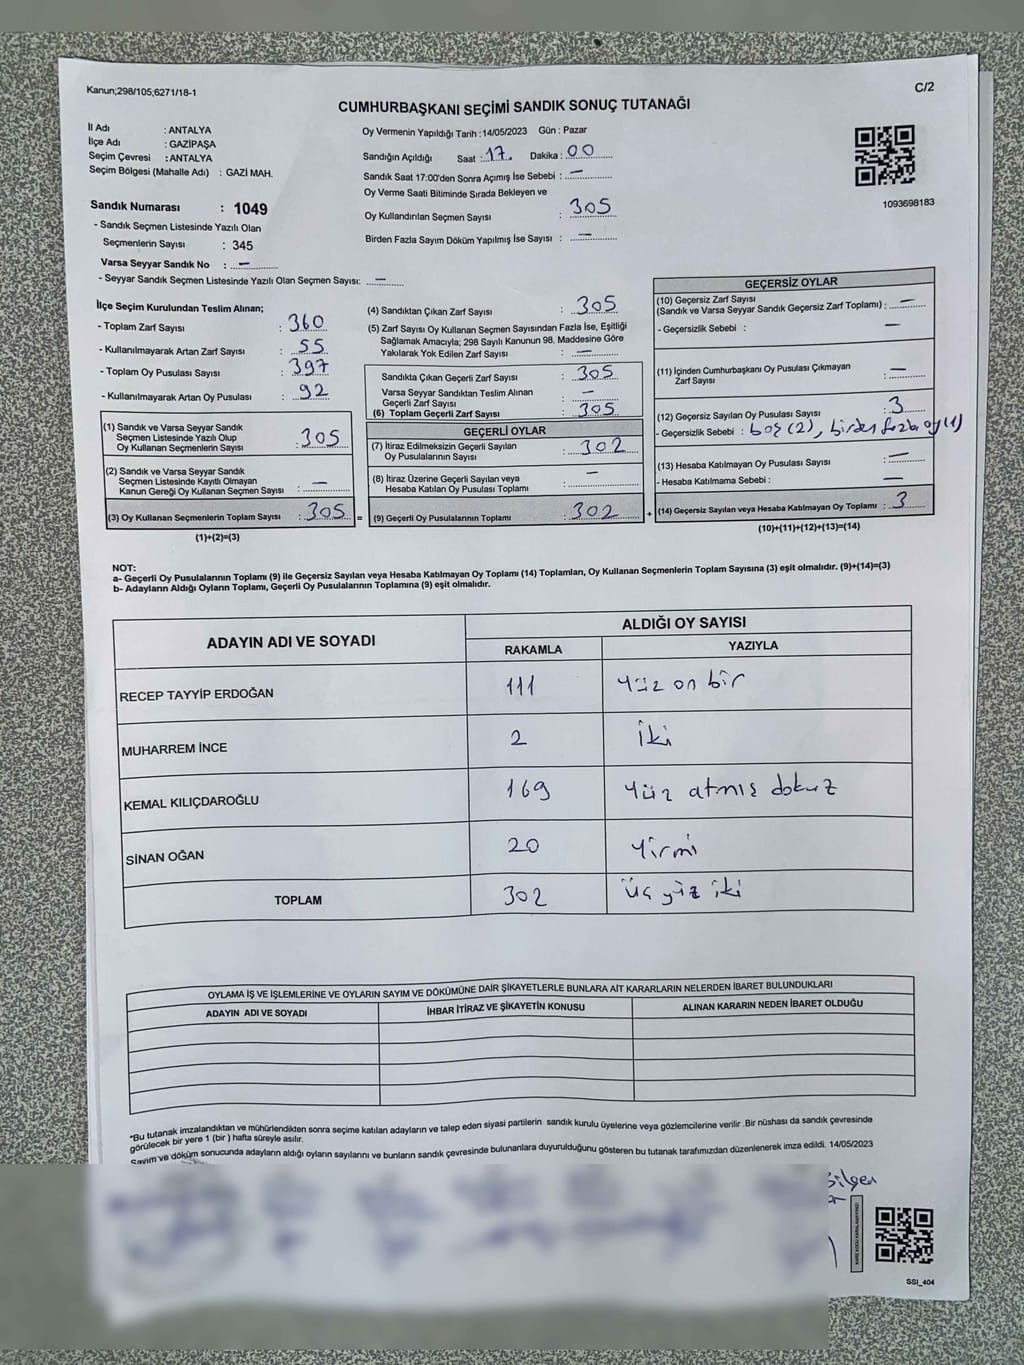 Kanun;298/105;6271/18-1
C/2
CUMHURBAŞKANI SEÇİMİ SANDIK SONUÇ TUTANAĞI
İl Adı : ANTALYA
İlçe Adı : GAZİPAŞA
Seçim Çevresi : ANTALYA
Seçim Bölgesi (Mahalle Adı) : GAZİ MAH.
Sandık Numarası : 1049
- Sandık Seçmen Listesinde Yazılı Olan
Seçmenlerin Sayısı : 345
Varsa Seyyar Sandık No : —
- Seyyar Sandık Seçmen Listesinde Yazılı Olan Seçmen Sayısı: —
Oy Vermenin Yapıldığı Tarih : 14/05/2023 Gün : Pazar
Sandığın Açıldığı Saat : 17. Dakika : 00
Sandık Saat 17:00'den Sonra Açımış İse Sebebi : —
Oy Verme Saati Bitiminde Sırada Bekleyen ve
Oy Kullandırılan Seçmen Sayısı : 305
Birden Fazla Sayım Döküm Yapılmış İse Sayısı : —
1093698183
İlçe Seçim Kurulundan Teslim Alınan;
- Toplam Zarf Sayısı : 360
- Kullanılmayarak Artan Zarf Sayısı : 55
- Toplam Oy Pusulası Sayısı : 397
- Kullanılmayarak Artan Oy Pusulası : 92
(1) Sandık ve Varsa Seyyar Sandık
Seçmen Listesinde Yazılı Olup
Oy Kullanan Seçmenlerin Sayısı : 305
(2) Sandık ve Varsa Seyyar Sandık
Seçmen Listesinde Kayıtlı Olmayan
Kanun Gereği Oy Kullanan Seçmen Sayısı : —
(3) Oy Kullanan Seçmenlerin Toplam Sayısı : 305
(1)+(2)=(3)
(4) Sandıktan Çıkan Zarf Sayısı : 305
(5) Zarf Sayısı Oy Kullanan Seçmen Sayısından Fazla İse, Eşitliği
Sağlamak Amacıyla; 298 Sayılı Kanunun 98. Maddesine Göre
Yakılarak Yok Edilen Zarf Sayısı : —
Sandıkta Çıkan Geçerli Zarf Sayısı : 305
Varsa Seyyar Sandıktan Teslim Alınan
Geçerli Zarf Sayısı : —
(6) Toplam Geçerli Zarf Sayısı : 305
GEÇERLİ OYLAR
(7) İtiraz Edilmeksizin Geçerli Sayılan
Oy Pusulalarının Sayısı : 302
(8) İtiraz Üzerine Geçerli Sayılan veya
Hesaba Katılan Oy Pusulası Toplamı : —
= (9) Geçerli Oy Pusulalarının Toplamı : 302
GEÇERSİZ OYLAR
(10) Geçersiz Zarf Sayısı
(Sandık ve Varsa Seyyar Sandık Geçersiz Zarf Toplamı) : —
- Geçersizlik Sebebi : —
(11) İçinden Cumhurbaşkanı Oy Pusulası Çıkmayan
Zarf Sayısı : —
(12) Geçersiz Sayılan Oy Pusulası Sayısı : 3
- Geçersizlik Sebebi : boş (2), birden fazla oy (1)
(13) Hesaba Katılmayan Oy Pusulası Sayısı : —
- Hesaba Katılmama Sebebi : —
+ (14) Geçersiz Sayılan veya Hesaba Katılmayan Oy Toplamı : 3
(10)+(11)+(12)+(13)=(14)
NOT:
a- Geçerli Oy Pusulalarının Toplamı (9) ile Geçersiz Sayılan veya Hesaba Katılmayan Oy Toplamı (14) Toplamları, Oy Kullanan Seçmenlerin Toplam Sayısına (3) eşit olmalıdır. (9)+(14)=(3)
b- Adayların Aldığı Oyların Toplamı, Geçerli Oy Pusulalarının Toplamına (9) eşit olmalıdır.
ADAYIN ADI VE SOYADI
ALDIĞI OY SAYISI
RAKAMLA YAZIYLA
RECEP TAYYİP ERDOĞAN 111 Yüz on bir
MUHARREM İNCE 2 iki
KEMAL KILIÇDAROĞLU 169 Yüz atmış dokuz
SİNAN OĞAN 20 Yirmi
TOPLAM 302 Üç yüz iki
OYLAMA İŞ VE İŞLEMLERİNE VE OYLARIN SAYIM VE DÖKÜMÜNE DAİR ŞİKAYETLERLE BUNLARA AİT KARARLARIN NELERDEN İBARET BULUNDUKLARI
ADAYIN ADI VE SOYADI İHBAR İTİRAZ VE ŞİKAYETİN KONUSU ALINAN KARARIN NEDEN İBARET OLDUĞU
*Bu tutanak imzalandıktan ve mühürlendikten sonra seçime katılan adayların ve talep eden siyasi partilerin sandık kurulu üyelerine veya gözlemcilerine verilir .Bir nüshası da sandık çevresinde
görülecek bir yere 1 (bir ) hafta süreyle asılır.
Sayım ve döküm sonucunda adayların aldığı oyların sayılarını ve bunların sandık çevresinde bulunanlara duyurulduğunu gösteren bu tutanak tarafımızdan düzenlenerek imza edildi. 14/05/2023
Bilgen
SSI_404